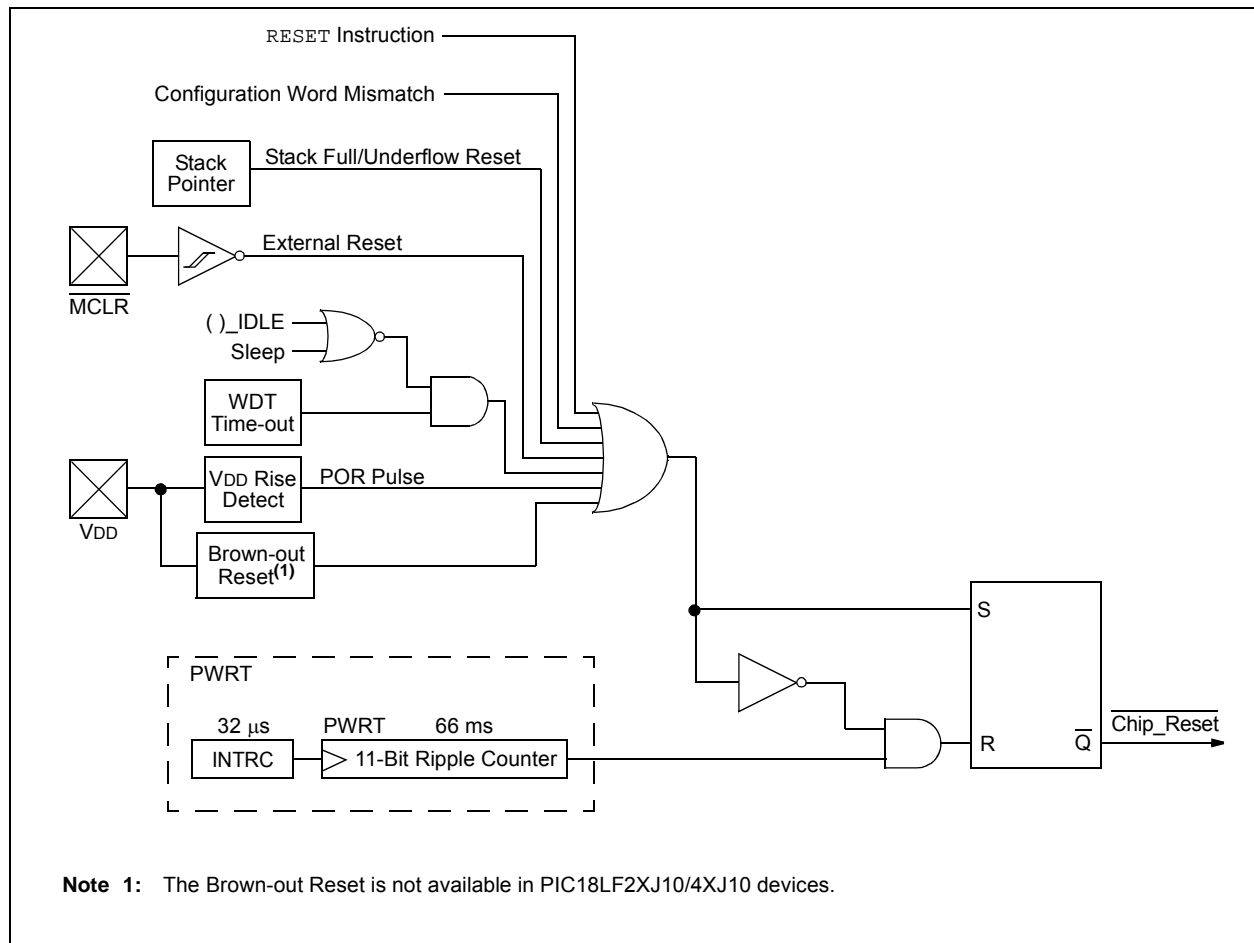 RESET Instruction
Configuration Word Mismatch
Stack
Pointer
Stack Full/Underflow Reset
External Reset
MCLR
( )_IDLE
Sleep
WDT
Time-out
VDD Rise
Detect
POR Pulse
VDD
Brown-out
Reset(1)
S
PWRT
32 μs
PWRT
66 ms
INTRC
11-Bit Ripple Counter
R
Q
Chip_Reset
Note 1: The Brown-out Reset is not available in PIC18LF2XJ10/4XJ10 devices.